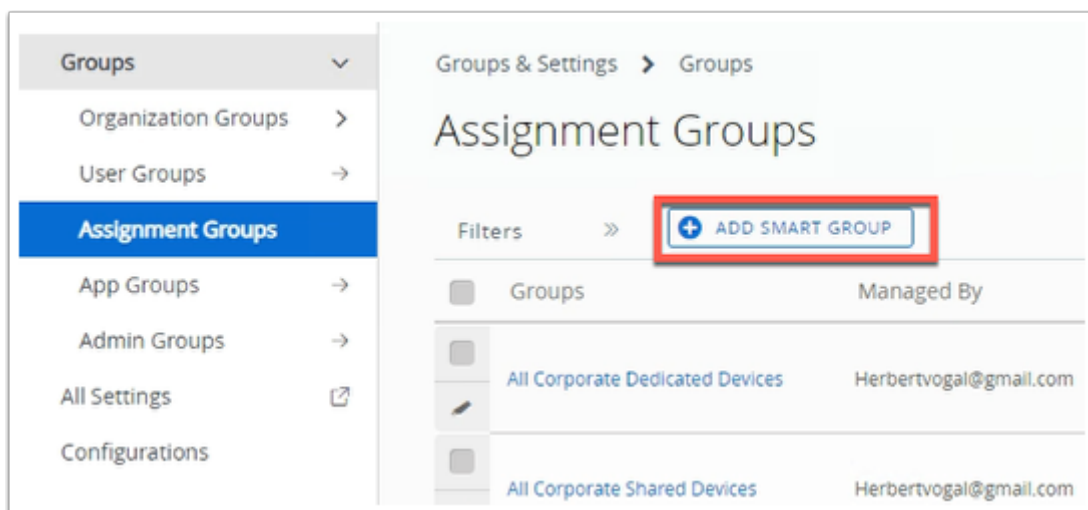 Groups
Organization Groups
User Groups
Assignment Groups
App Groups
Admin Groups
All Settings
Configurations
Groups & Settings > Groups
Assignment Groups
Filters » ADD SMART GROUP
Groups Managed By
All Corporate Dedicated Devices Herbertvogal@gmail.com
All Corporate Shared Devices Herbertvogal@gmail.com